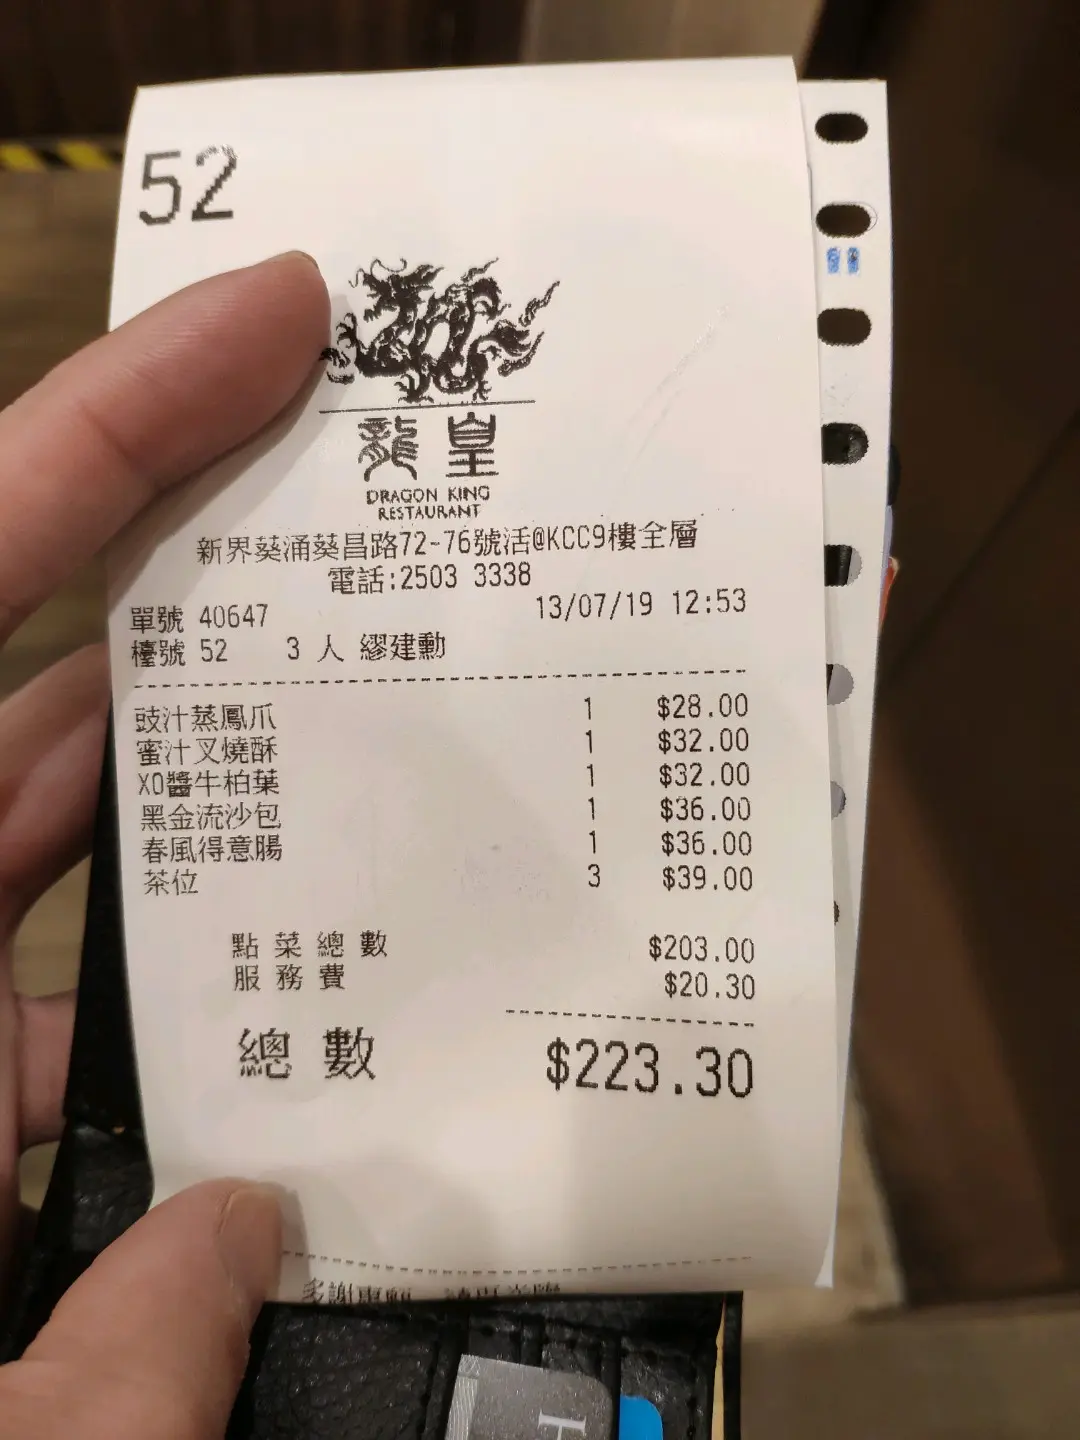 52
龍皇
DRAGON KING
RESTAURANT
新界葵涌葵昌路72-76號活@KCC9樓全層
電話:2503 3338
單號 40647 13/07/19 12:53
檯號 52 3 人 繆建勳
豉汁蒸鳳爪 1 $28.00
蜜汁叉燒酥 1 $32.00
XO醬牛柏葉 1 $32.00
黑金流沙包 1 $36.00
春風得意腸 1 $36.00
茶位 3 $39.00
點菜總數 $203.00
服務費 $20.30
總數 $223.30
多謝惠顧